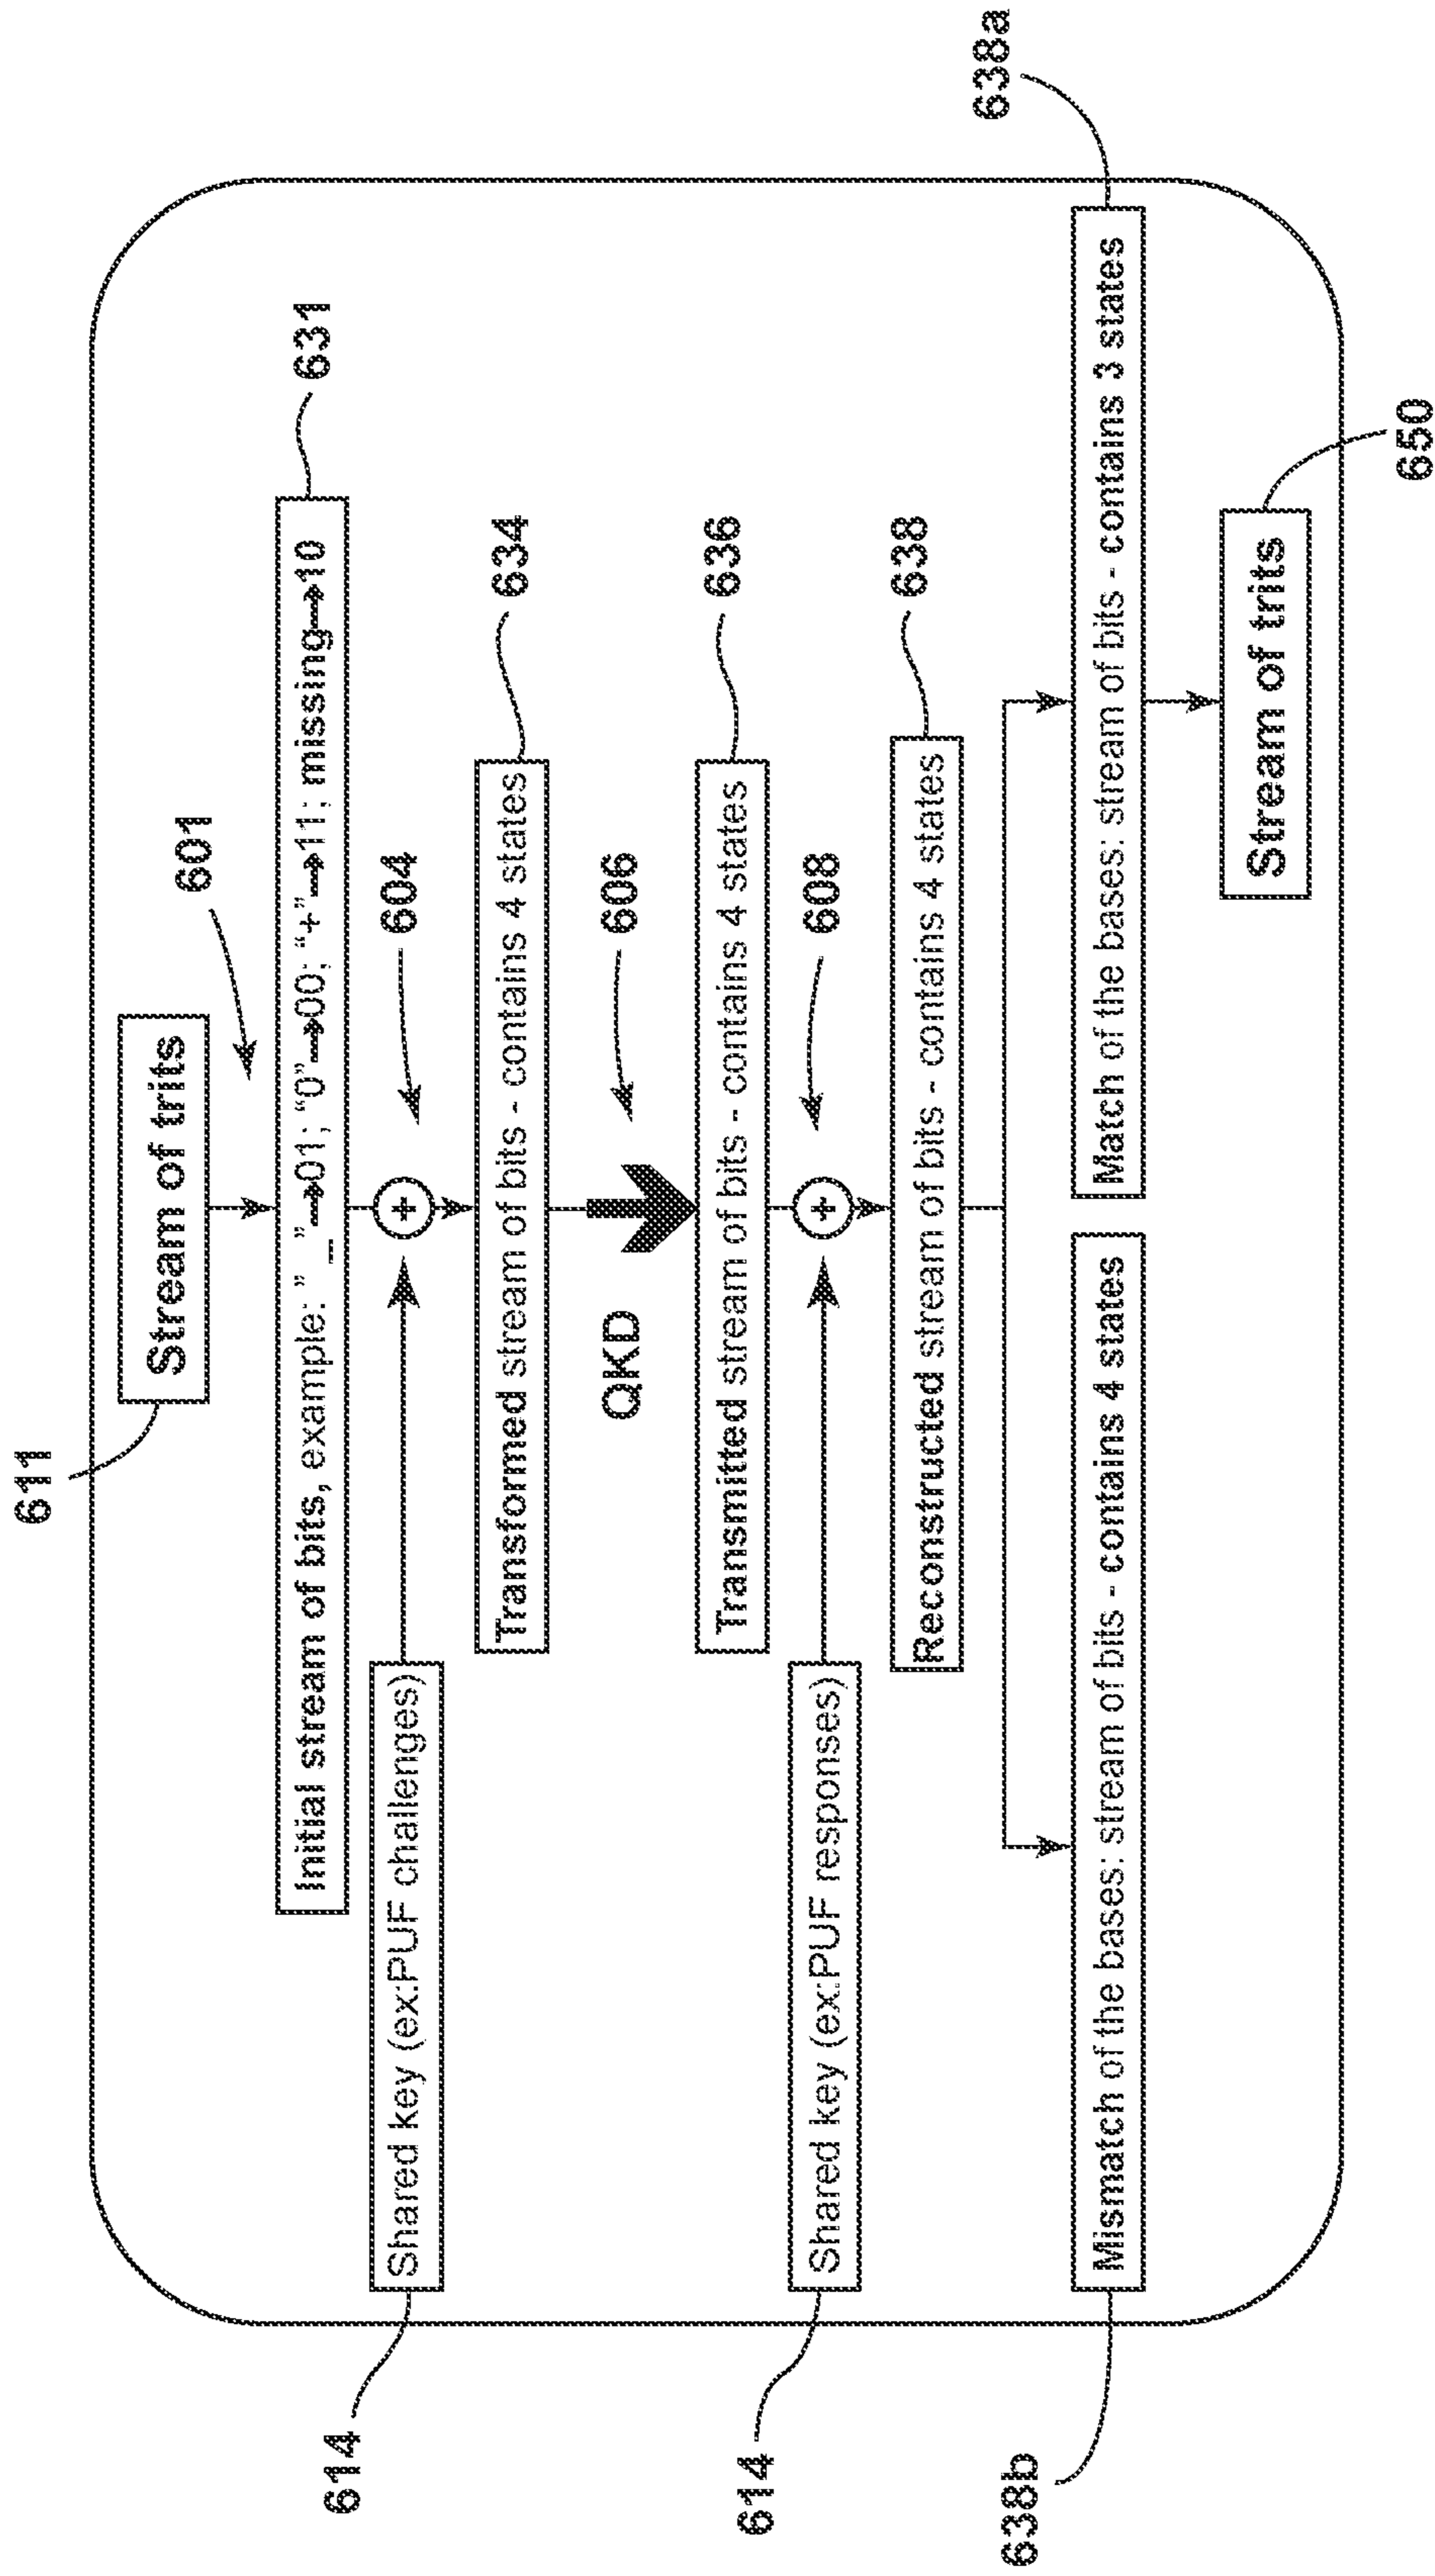 611
Stream of trits
601
Initial stream of bits, example: ”_”→01; “0”→00; “+”→11; missing→10
631
614
Shared key (ex:PUF challenges)
+
604
Transformed stream of bits - contains 4 states
634
QKD
606
Transmitted stream of bits - contains 4 states
636
614
Shared key (ex:PUF responses)
+
608
Reconstructed stream of bits - contains 4 states
638
638b
Mismatch of the bases: stream of bits - contains 4 states
Match of the bases: stream of bits - contains 3 states
638a
Stream of trits
650